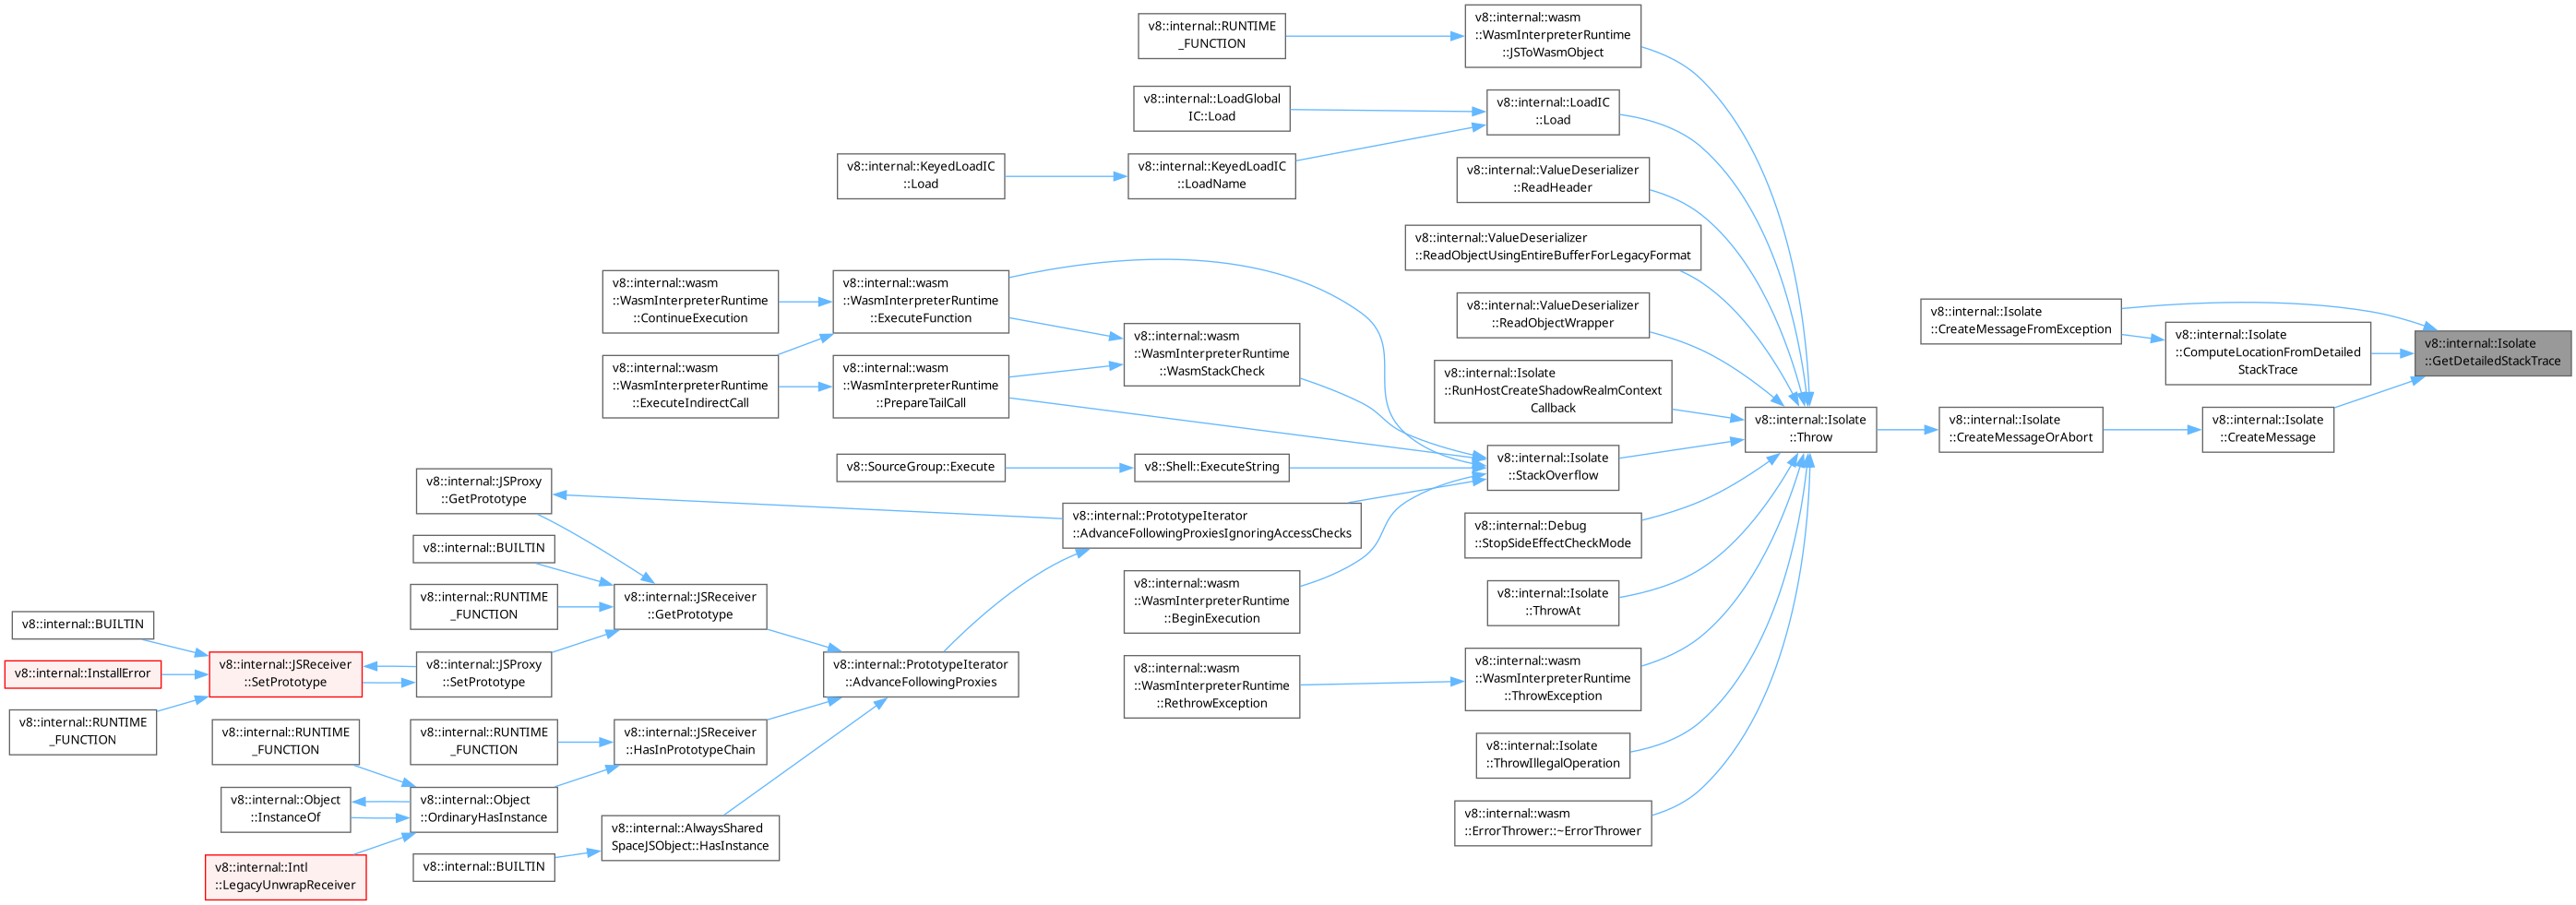 v8::internal::RUNTIME
_FUNCTION
v8::internal::wasm
::WasmInterpreterRuntime
::JSToWasmObject
v8::internal::LoadGlobal
IC::Load
v8::internal::LoadIC
::Load
v8::internal::KeyedLoadIC
::Load
v8::internal::KeyedLoadIC
::LoadName
v8::internal::ValueDeserializer
::ReadHeader
v8::internal::ValueDeserializer
::ReadObjectUsingEntireBufferForLegacyFormat
v8::internal::wasm
::WasmInterpreterRuntime
::ContinueExecution
v8::internal::wasm
::WasmInterpreterRuntime
::ExecuteFunction
v8::internal::ValueDeserializer
::ReadObjectWrapper
v8::internal::Isolate
::CreateMessageFromException
v8::internal::wasm
::WasmInterpreterRuntime
::WasmStackCheck
v8::internal::Isolate
::ComputeLocationFromDetailed
StackTrace
v8::internal::Isolate
::GetDetailedStackTrace
v8::internal::wasm
::WasmInterpreterRuntime
::ExecuteIndirectCall
v8::internal::wasm
::WasmInterpreterRuntime
::PrepareTailCall
v8::internal::Isolate
::RunHostCreateShadowRealmContext
Callback
v8::internal::Isolate
::Throw
v8::internal::Isolate
::CreateMessageOrAbort
v8::internal::Isolate
::CreateMessage
v8::SourceGroup::Execute
v8::Shell::ExecuteString
v8::internal::Isolate
::StackOverflow
v8::internal::JSProxy
::GetPrototype
v8::internal::PrototypeIterator
::AdvanceFollowingProxiesIgnoringAccessChecks
v8::internal::Debug
::StopSideEffectCheckMode
v8::internal::BUILTIN
v8::internal::RUNTIME
_FUNCTION
v8::internal::JSReceiver
::GetPrototype
v8::internal::wasm
::WasmInterpreterRuntime
::BeginExecution
v8::internal::Isolate
::ThrowAt
v8::internal::BUILTIN
v8::internal::InstallError
v8::internal::JSReceiver
::SetPrototype
v8::internal::JSProxy
::SetPrototype
v8::internal::PrototypeIterator
::AdvanceFollowingProxies
v8::internal::wasm
::WasmInterpreterRuntime
::RethrowException
v8::internal::wasm
::WasmInterpreterRuntime
::ThrowException
v8::internal::RUNTIME
_FUNCTION
v8::internal::RUNTIME
_FUNCTION
v8::internal::RUNTIME
_FUNCTION
v8::internal::JSReceiver
::HasInPrototypeChain
v8::internal::Isolate
::ThrowIllegalOperation
v8::internal::Object
::InstanceOf
v8::internal::Object
::OrdinaryHasInstance
v8::internal::AlwaysShared
SpaceJSObject::HasInstance
v8::internal::wasm
::ErrorThrower::~ErrorThrower
v8::internal::Intl
::LegacyUnwrapReceiver
v8::internal::BUILTIN